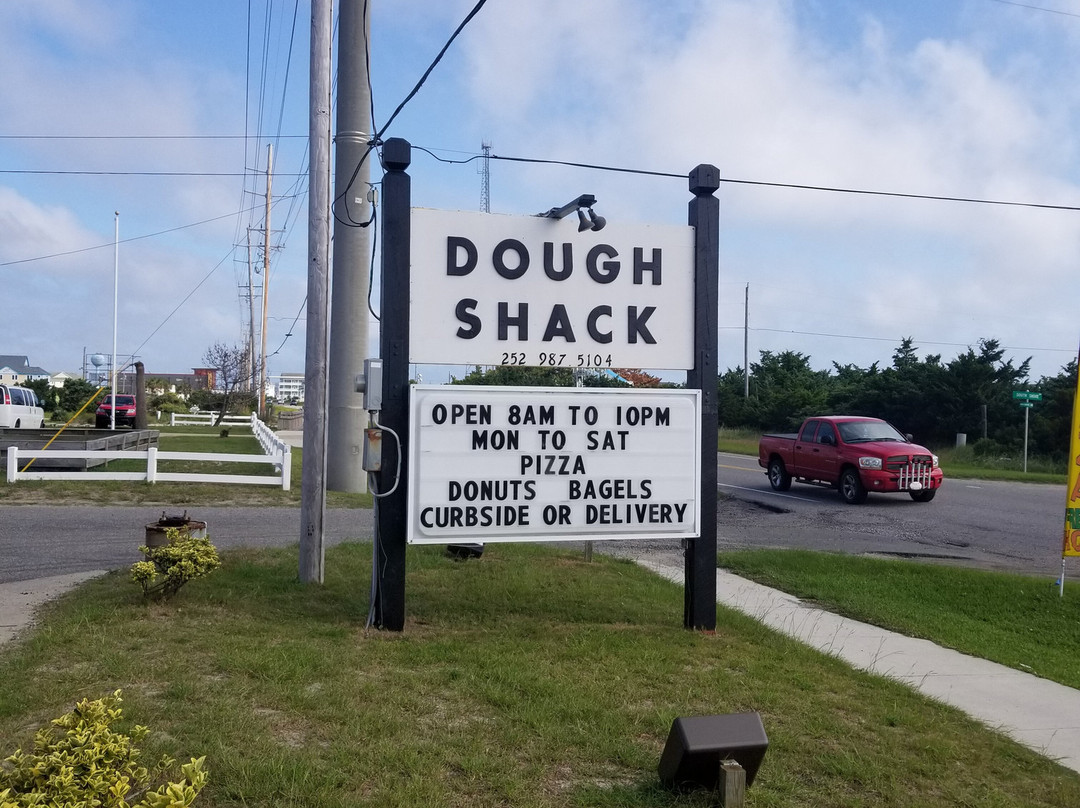 DOUGH
SHACK
252 987 5104
OPEN 8AM TO 10PM
MON TO SAT
PIZZA
DONUTS BAGELS
CURBSIDE OR DELIVERY